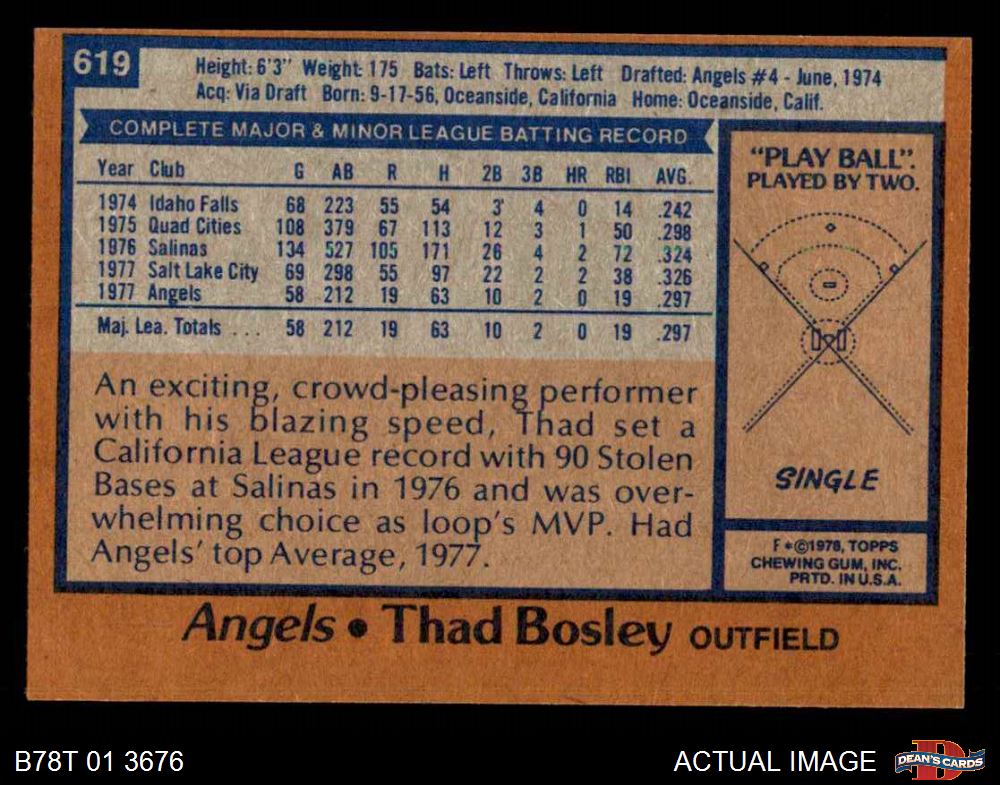 619
Height: 6'3" Weight: 175 Bats: Left Throws: Left Drafted: Angels #4 - June, 1974
Acq: Via Draft Born: 9-17-56, Oceanside, California Home: Oceanside, Calif.
COMPLETE MAJOR & MINOR LEAGUE BATTING RECORD
Year Club G AB R H 2B 3B HR RBI AVG.
1974 Idaho Falls 68 223 55 54 3 4 0 14 .242
1975 Quad Cities 108 379 67 113 12 3 1 50 .298
1976 Salinas 134 527 105 171 26 4 2 72 .324
1977 Salt Lake City 69 298 55 97 22 2 2 38 .326
1977 Angels 58 212 19 63 10 2 0 19 .297
Maj. Lea. Totals ... 58 212 19 63 10 2 0 19 .297
An exciting, crowd-pleasing performer
with his blazing speed, Thad set a
California League record with 90 Stolen
Bases at Salinas in 1976 and was over-
whelming choice as loop's MVP. Had
Angels' top Average, 1977.
"PLAY BALL".
PLAYED BY TWO.
SINGLE
F*©1978, TOPPS
CHEWING GUM, INC.
PRTD. IN U.S.A.
Angels • Thad Bosley OUTFIELD
B78T 01 3676
ACTUAL IMAGE
D
DEAN'S CARDS